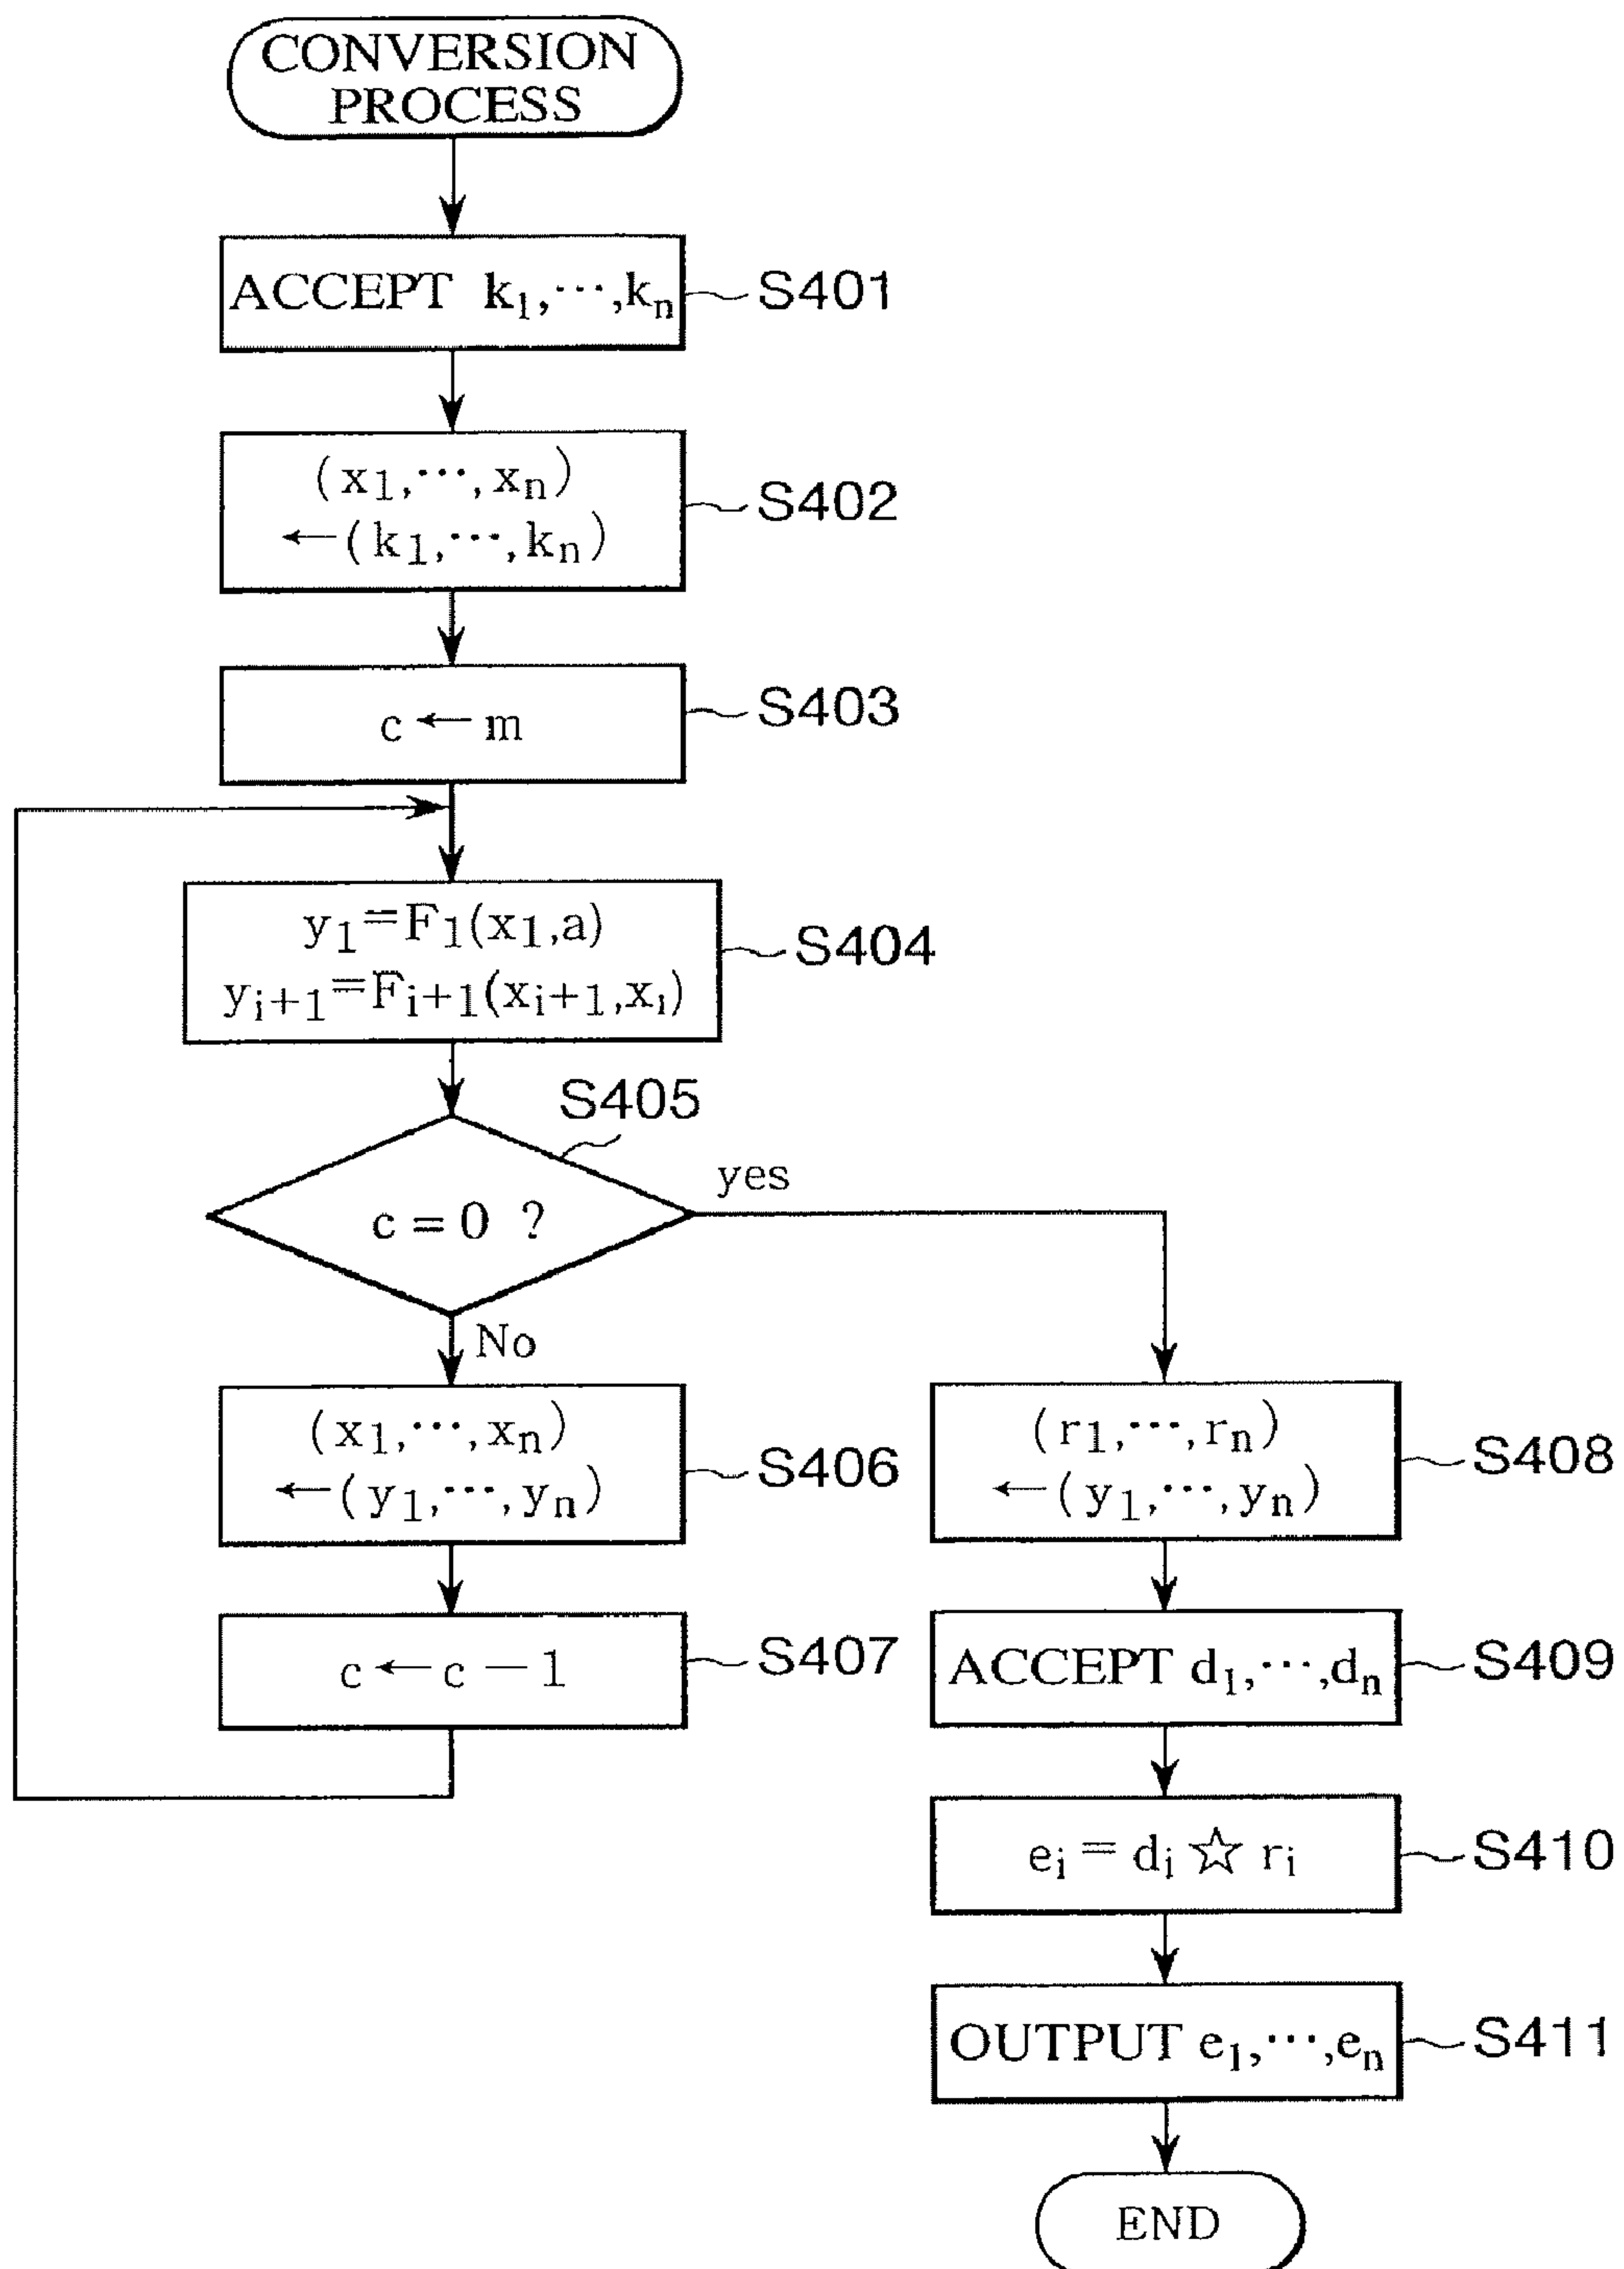 CONVERSION
PROCESS
ACCEPT k₁,⋯,kₙ
S401
(x₁,⋯,xₙ)
←(k₁,⋯,kₙ)
S402
c ← m
S403
y₁=F₁(x₁,a)
yᵢ₊₁=Fᵢ₊₁(xᵢ₊₁,xᵢ)
S404
S405
c = 0 ?
yes
No
(x₁,⋯,xₙ)
←(y₁,⋯,yₙ)
S406
c ← c − 1
S407
(r₁,⋯,rₙ)
←(y₁,⋯,yₙ)
S408
ACCEPT d₁,⋯,dₙ
S409
eᵢ = dᵢ ☆ rᵢ
S410
OUTPUT e₁,⋯,eₙ
S411
END